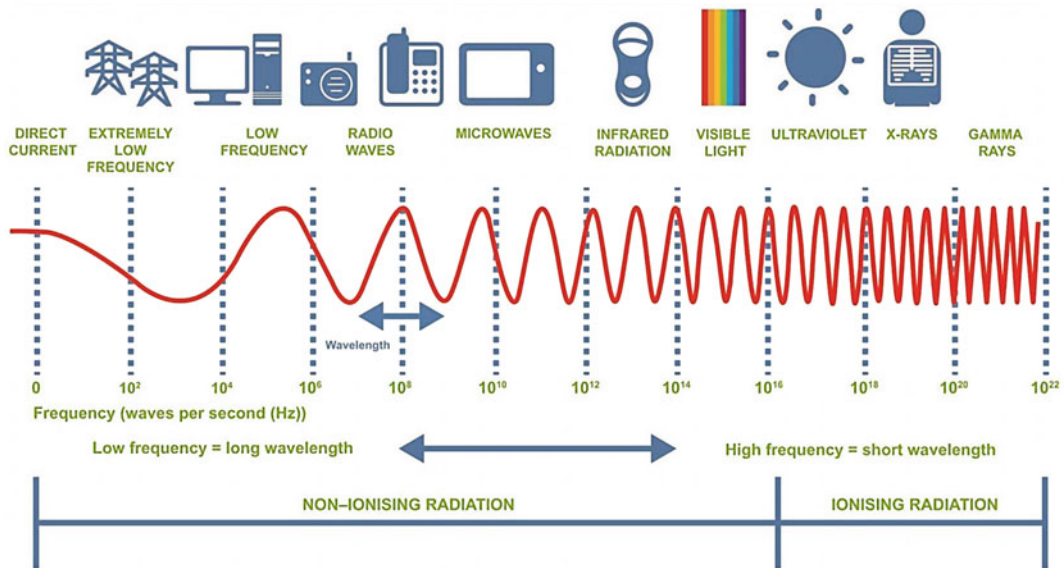 DIRECT
CURRENT
EXTREMELY
LOW
FREQUENCY
LOW
FREQUENCY
RADIO
WAVES
MICROWAVES
INFRARED
RADIATION
VISIBLE
LIGHT
ULTRAVIOLET
X-RAYS
GAMMA
RAYS
Wavelength
0 10² 10⁴ 10⁶ 10⁸ 10¹⁰ 10¹² 10¹⁴ 10¹⁶ 10¹⁸ 10²⁰ 10²²
Frequency (waves per second (Hz))
Low frequency = long wavelength High frequency = short wavelength
NON–IONISING RADIATION IONISING RADIATION